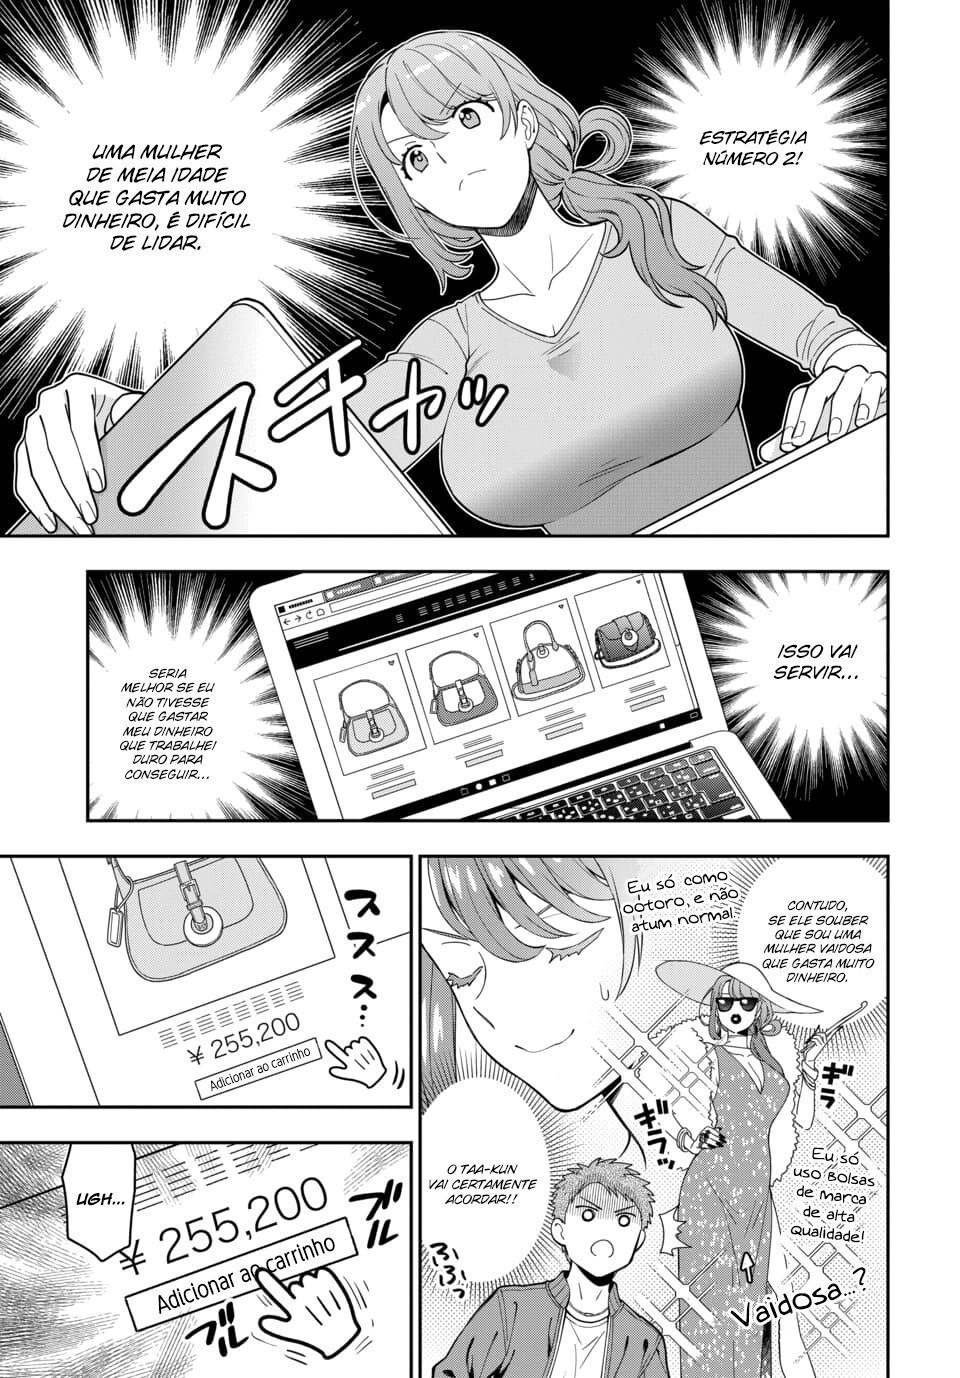 ESTRATÉGIA
NÚMERO 2!
UMA MULHER
DE MEIA IDADE
QUE GASTA MUITO
DINHEIRO, É DIFÍCIL
DE LIDAR.
スチャッ
ISSO VAI
SERVIR...
SERIA
MELHOR SE EU
NÃO TIVESSE
QUE GASTAR
MEU DINHEIRO
QUE TRABALHEI
DURO PARA
CONSEGUIR...
CONTUDO,
SE ELE SOUBER
QUE SOU UMA
MULHER VAIDOSA
QUE GASTA MUITO
DINHEIRO.
Eu só como
ootoro, e não
atum normal.
ギラ
ギラ
Eu só
uso bolsas
de marca
de alta
qualidade!
Vaidosa...?
O TAA-KUN
VAI CERTAMENTE
ACORDAR!!
ふふふっ
ススス...
¥ 255,200
Adicionar ao carrinho
UGH...
¥ 255,200
Adicionar ao carrinho
ブル
ブル